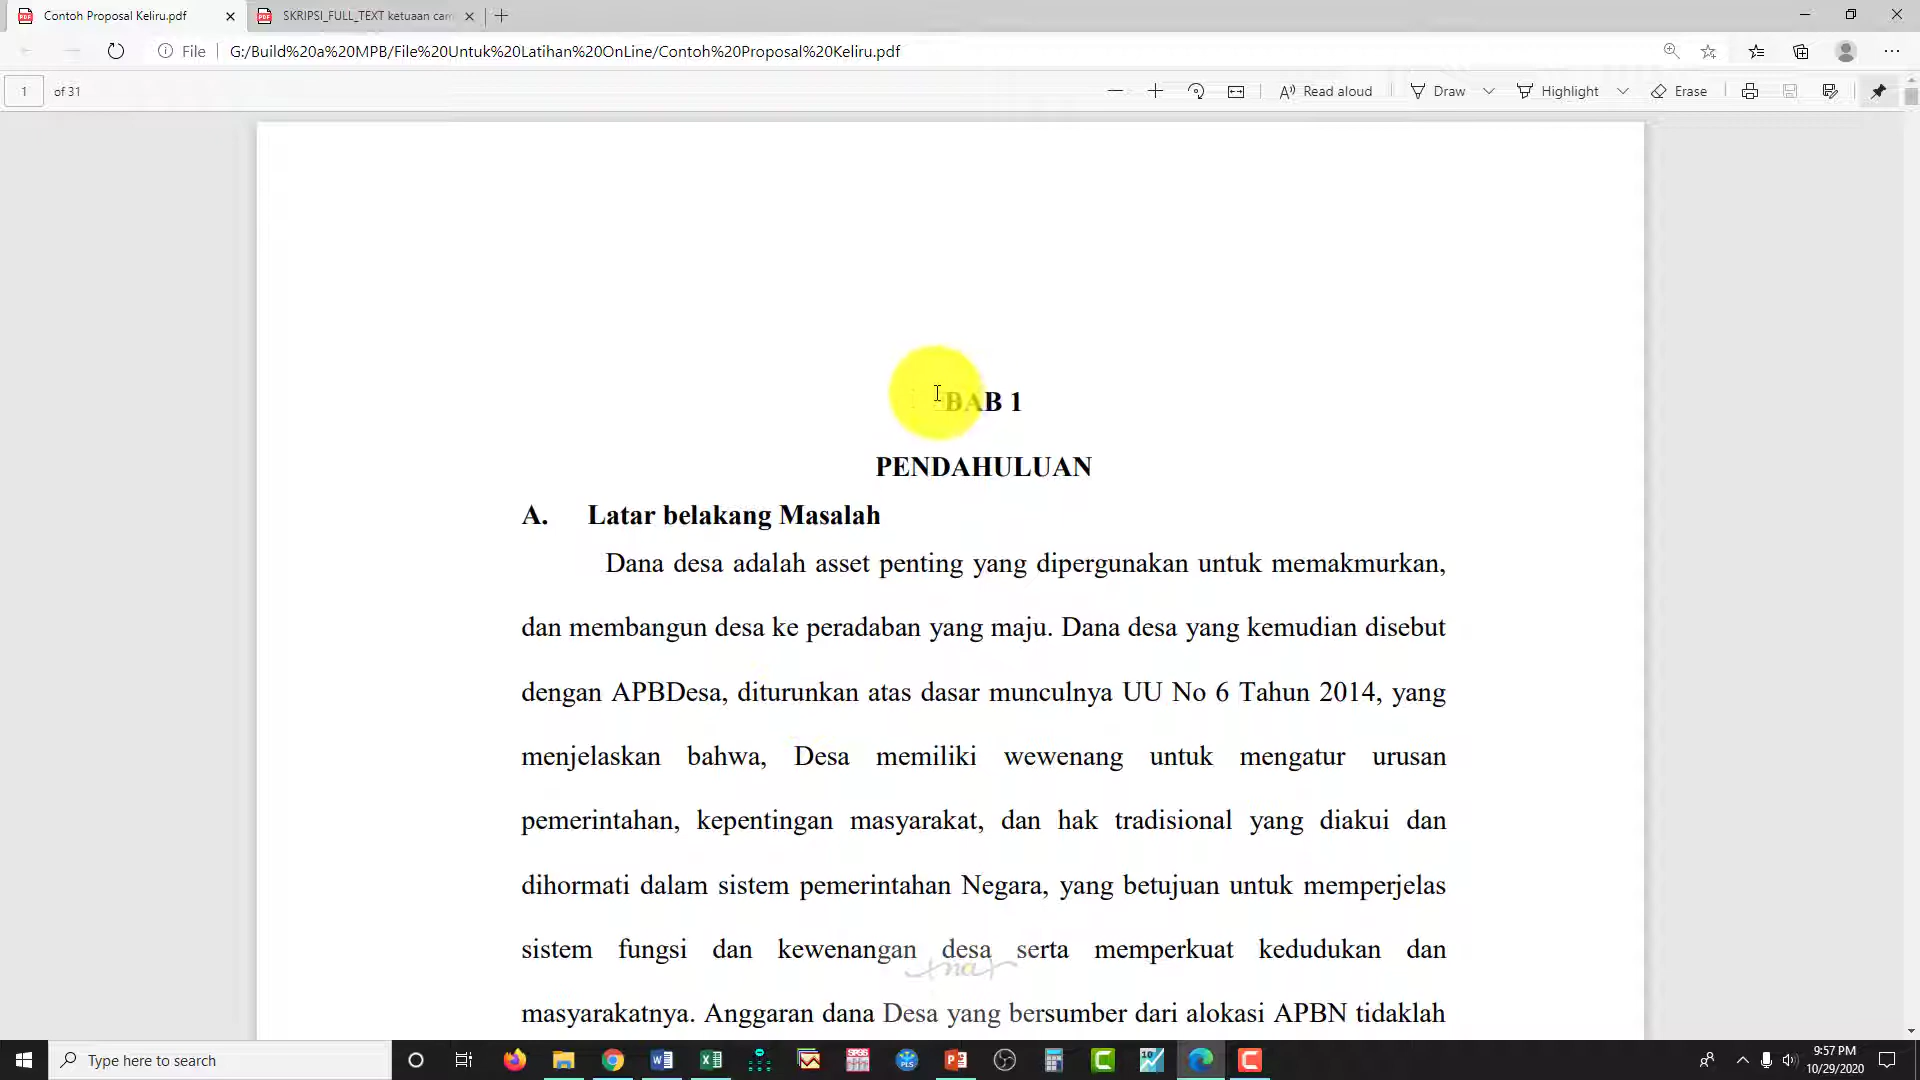 Contoh Proposal Keliru.pdf
SKRIPSI_FULL_TEXT ketuaan cam
File
G:/Build%20a%20MPB/File%20Untuk%20Latihan%20OnLine/Contoh%20Proposal%20Keliru.pdf
1 of 31
Read aloud
Draw
Highlight
Erase
BAB 1
PENDAHULUAN
A. Latar belakang Masalah
Dana desa adalah asset penting yang dipergunakan untuk memakmurkan,
dan membangun desa ke peradaban yang maju. Dana desa yang kemudian disebut
dengan APBDesa, diturunkan atas dasar munculnya UU No 6 Tahun 2014, yang
menjelaskan bahwa, Desa memiliki wewenang untuk mengatur urusan
pemerintahan, kepentingan masyarakat, dan hak tradisional yang diakui dan
dihormati dalam sistem pemerintahan Negara, yang betujuan untuk memperjelas
sistem fungsi dan kewenangan desa serta memperkuat kedudukan dan
masyarakatnya. Anggaran dana Desa yang bersumber dari alokasi APBN tidaklah
Type here to search
9:57 PM
10/29/2020